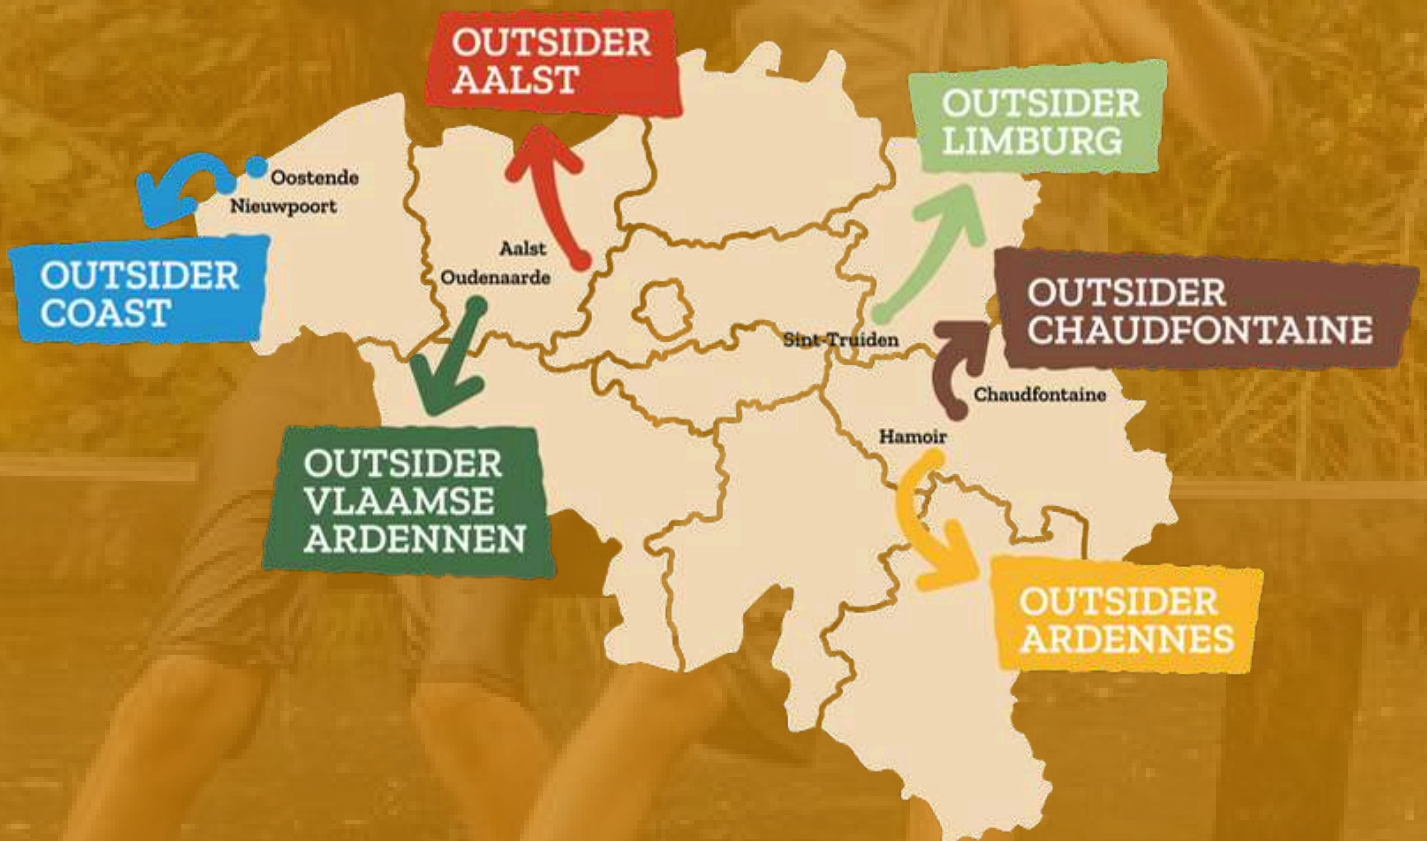 OUTSIDER
AALST
OUTSIDER
LIMBURG
Oostende
Nieuwpoort
Aalst
Oudenaarde
OUTSIDER
COAST
OUTSIDER
CHAUDFONTAINE
Sint-Truiden
Chaudfontaine
Hamoir
OUTSIDER
VLAAMSE
ARDENNEN
OUTSIDER
ARDENNES